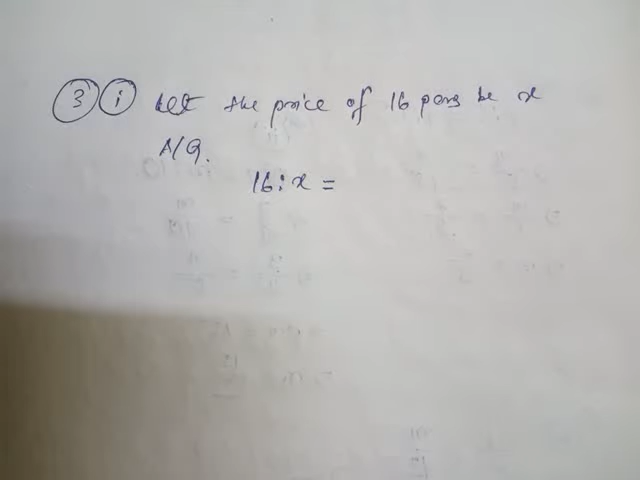 3 i Let the price of 16 pens be x
A/Q.
16:x =